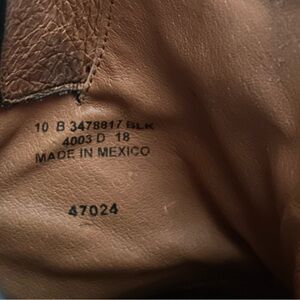 10 B 3478817 BLK
4003 D 18
MADE IN MEXICO
47024